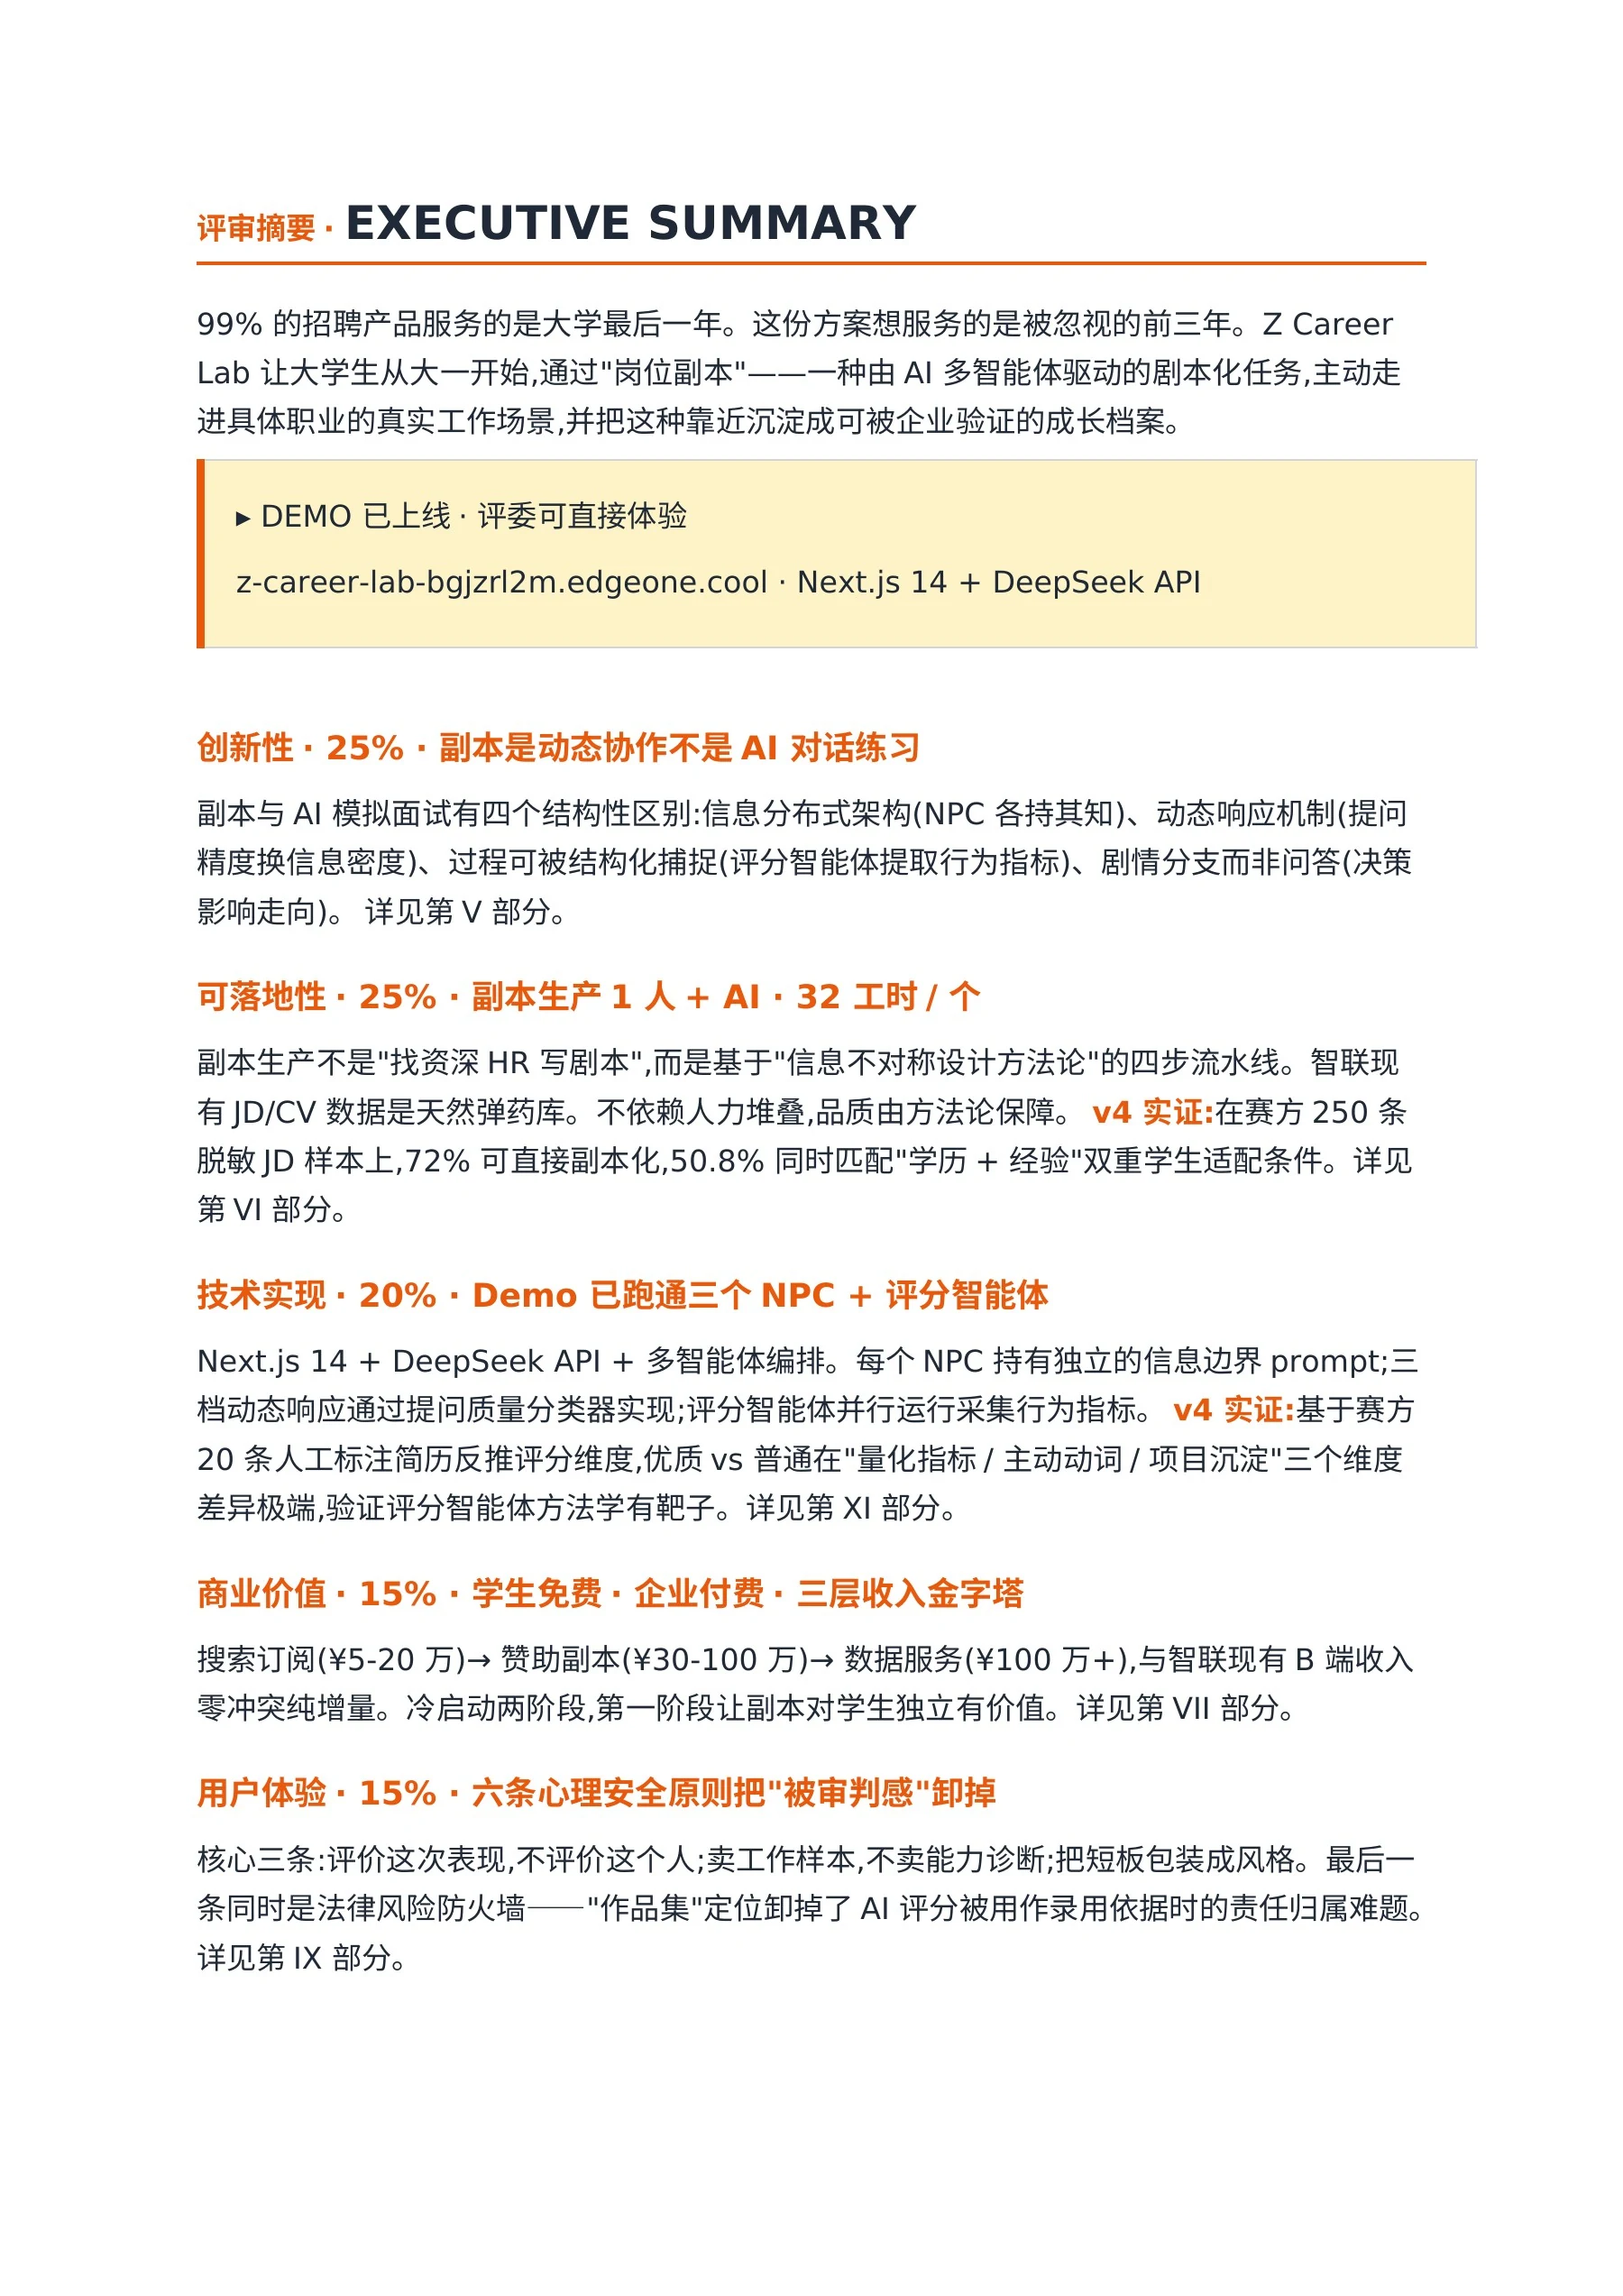 评审摘要 · EXECUTIVE SUMMARY
99% 的招聘产品服务的是大学最后一年。这份方案想服务的是被忽视的前三年。Z Career
Lab 让大学生从大一开始,通过"岗位副本"——一种由 AI 多智能体驱动的剧本化任务,主动走
进具体职业的真实工作场景,并把这种靠近沉淀成可被企业验证的成长档案。
▸ DEMO 已上线 · 评委可直接体验
z-career-lab-bgjzrl2m.edgeone.cool · Next.js 14 + DeepSeek API
创新性 · 25% · 副本是动态协作不是 AI 对话练习
副本与 AI 模拟面试有四个结构性区别:信息分布式架构(NPC 各持其知)、动态响应机制(提问
精度换信息密度)、过程可被结构化捕捉(评分智能体提取行为指标)、剧情分支而非问答(决策
影响走向)。 详见第 V 部分。
可落地性 · 25% · 副本生产 1 人 + AI · 32 工时 / 个
副本生产不是"找资深 HR 写剧本",而是基于"信息不对称设计方法论"的四步流水线。智联现
有 JD/CV 数据是天然弹药库。不依赖人力堆叠,品质由方法论保障。 v4 实证:在赛方 250 条
脱敏 JD 样本上,72% 可直接副本化,50.8% 同时匹配"学历 + 经验"双重学生适配条件。详见
第 VI 部分。
技术实现 · 20% · Demo 已跑通三个 NPC + 评分智能体
Next.js 14 + DeepSeek API + 多智能体编排。每个 NPC 持有独立的信息边界 prompt;三
档动态响应通过提问质量分类器实现;评分智能体并行运行采集行为指标。 v4 实证:基于赛方
20 条人工标注简历反推评分维度,优质 vs 普通在"量化指标 / 主动动词 / 项目沉淀"三个维度
差异极端,验证评分智能体方法学有靶子。详见第 XI 部分。
商业价值 · 15% · 学生免费 · 企业付费 · 三层收入金字塔
搜索订阅(¥5-20 万)→ 赞助副本(¥30-100 万)→ 数据服务(¥100 万+),与智联现有 B 端收入
零冲突纯增量。冷启动两阶段,第一阶段让副本对学生独立有价值。详见第 VII 部分。
用户体验 · 15% · 六条心理安全原则把"被审判感"卸掉
核心三条:评价这次表现,不评价这个人;卖工作样本,不卖能力诊断;把短板包装成风格。最后一
条同时是法律风险防火墙——"作品集"定位卸掉了 AI 评分被用作录用依据时的责任归属难题。
详见第 IX 部分。